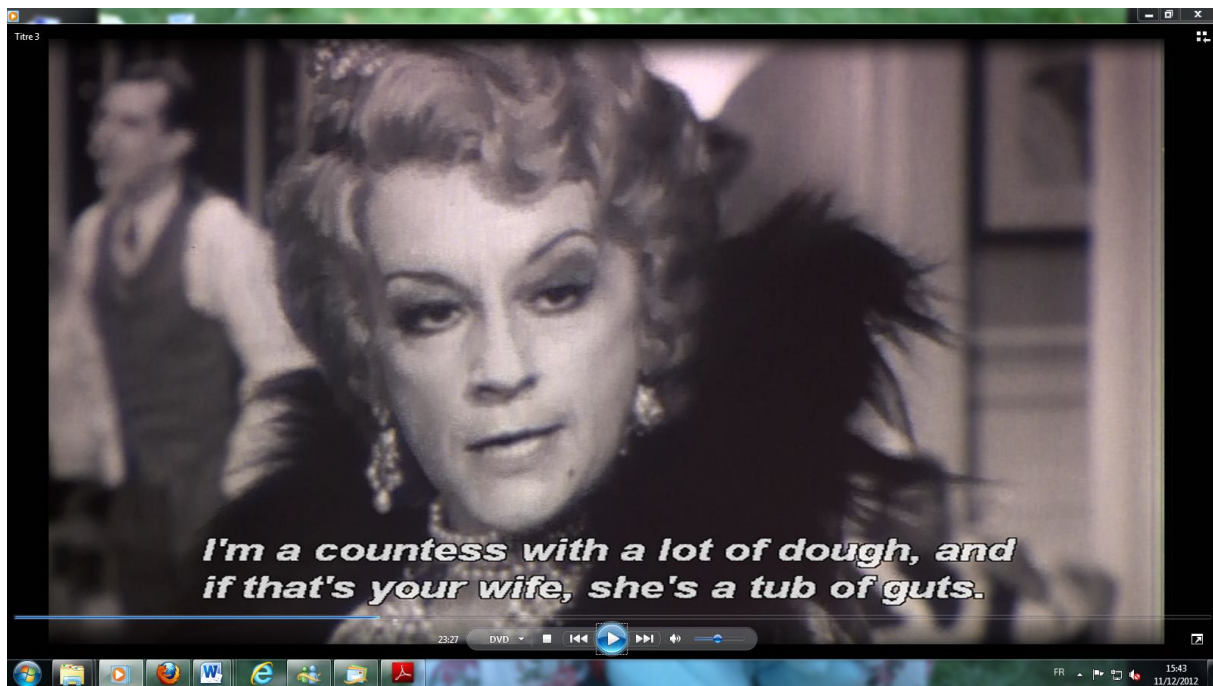 Titre 3
I'm a countess with a lot of dough, and
if that's your wife, she's a tub of guts.
23:27 DVD
FR 15:43
11/12/2012